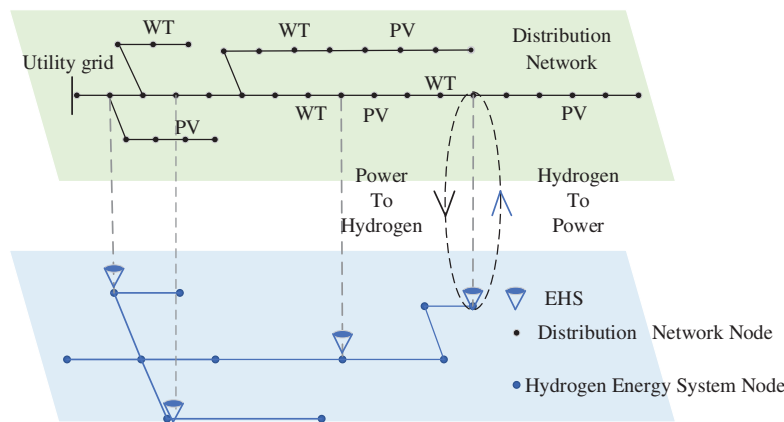 WT
WT
PV
Distribution
Network
Utility grid
WT
PV
WT
PV
PV
Power
To
Hydrogen
Hydrogen
To
Power
EHS
Distribution Network Node
Hydrogen Energy System Node